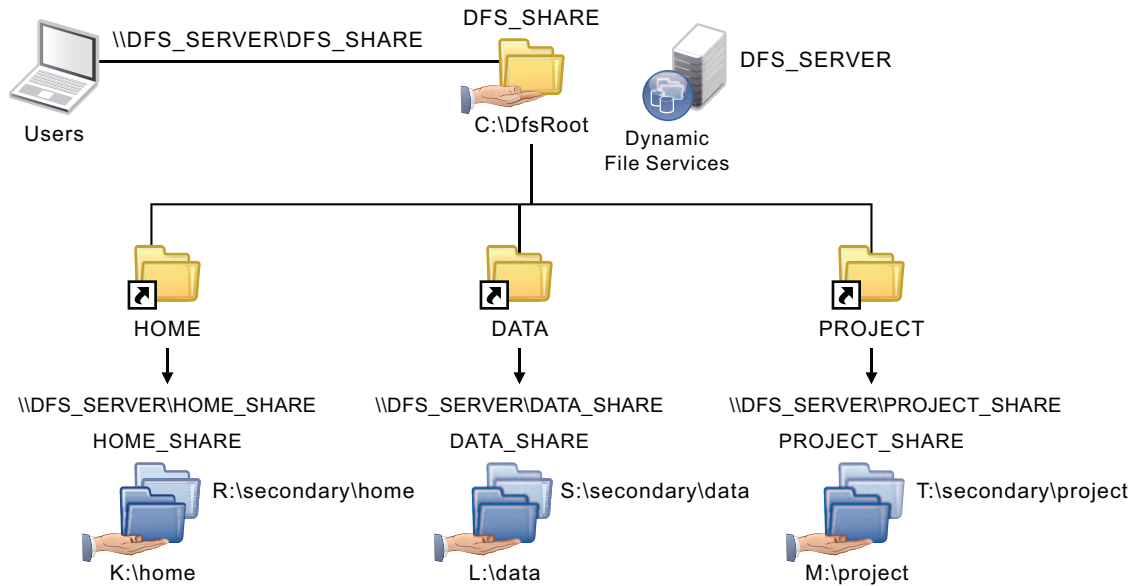 DFS_SHARE
\\DFS_SERVER\DFS_SHARE
DFS_SERVER
Users
C:\DfsRoot
Dynamic
File Services
HOME
DATA
PROJECT
\\DFS_SERVER\HOME_SHARE
\\DFS_SERVER\DATA_SHARE
\\DFS_SERVER\PROJECT_SHARE
HOME_SHARE
DATA_SHARE
PROJECT_SHARE
R:\secondary\home
S:\secondary\data
T:\secondary\project
K:\home
L:\data
M:\project